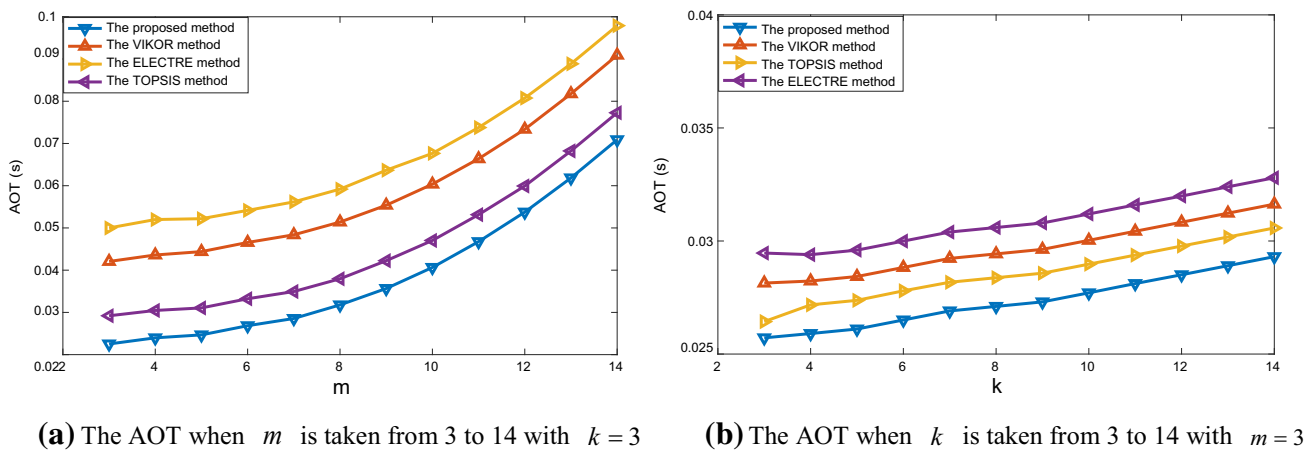 0.1
0.09
0.08
0.07
0.06
0.05
0.04
0.03
0.02
AOT (s)
2
4
6
8
10
12
14
m
The proposed method
The VIKOR method
The ELECTRE method
The TOPSIS method
(a) The AOT when m is taken from 3 to 14 with k = 3
0.04
0.035
0.03
0.025
AOT (s)
2
4
6
8
10
12
14
k
The proposed method
The VIKOR method
The TOPSIS method
The ELECTRE method
(b) The AOT when k is taken from 3 to 14 with m = 3